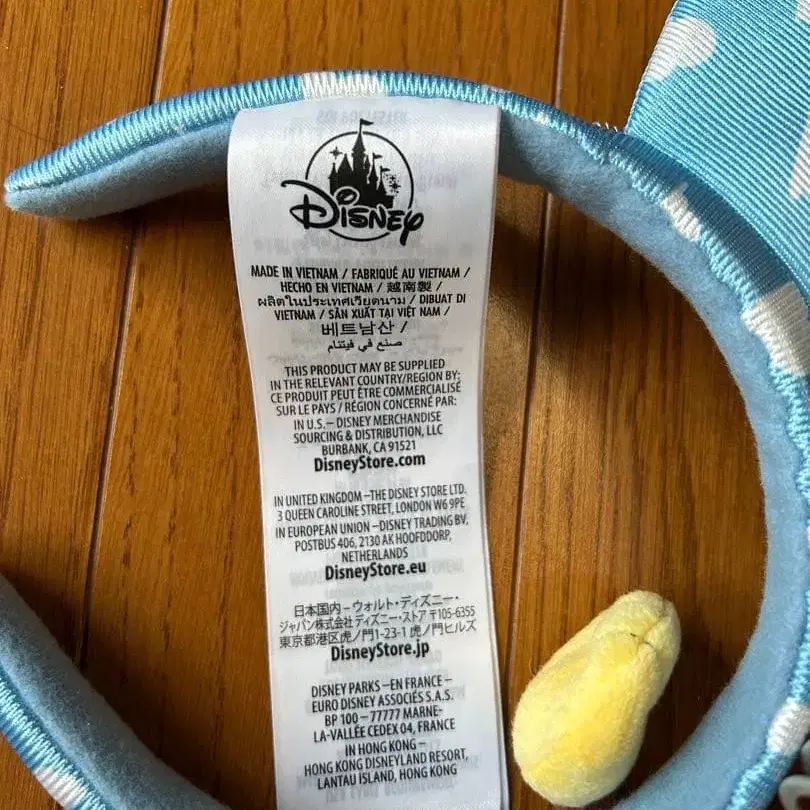 Disney
MADE IN VIETNAM / FABRIQUÉ AU VIETNAM /
HECHO EN VIETNAM / 越南製 /
ผลิตในประเทศเวียดนาม / DIBUAT DI
VIETNAM / SẢN XUẤT TẠI VIỆT NAM /
베트남산 /
صنع في فيتنام
THIS PRODUCT MAY BE SUPPLIED
IN THE RELEVANT COUNTRY/REGION BY:
CE PRODUIT PEUT ÊTRE COMMERCIALISÉ
SUR LE PAYS / RÉGION CONCERNÉ PAR:
IN U.S.– DISNEY MERCHANDISE
SOURCING & DISTRIBUTION, LLC
BURBANK, CA 91521
DisneyStore.com
IN UNITED KINGDOM –THE DISNEY STORE LTD.
3 QUEEN CAROLINE STREET, LONDON W6 9PE
IN EUROPEAN UNION –DISNEY TRADING BV,
POSTBUS 406, 2130 AK HOOFDDORP,
NETHERLANDS
DisneyStore.eu
日本国内 – ウォルト・ディズニー・
ジャパン株式会社 ディズニー・ストア 〒105-6355
東京都港区虎ノ門1-23-1 虎ノ門ヒルズ
DisneyStore.jp
DISNEY PARKS –EN FRANCE –
EURO DISNEY ASSOCIÉS S.A.S.
BP 100 – 77777 MARNE-
LA-VALLÉE CEDEX 04, FRANCE
IN HONG KONG –
HONG KONG DISNEYLAND RESORT,
LANTAU ISLAND, HONG KONG